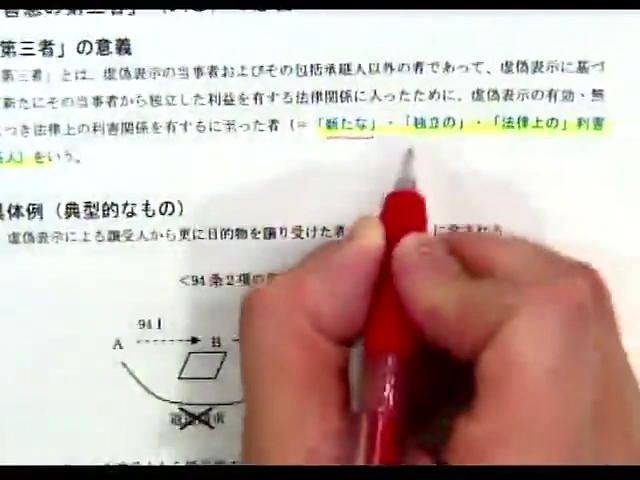 第三者」の意義
第三者」とは、虚偽表示の当事者およびその包括承継人以外の者であって、虚偽表示に基づ
新たにその当事者から独立した利益を有する法律関係に入ったために、虚偽表示の有効・無
つき法律上の利害関係を有するに至った者（＝「新たな」・「独立の」・「法律上の」利害
系人）をいう。
具体例（典型的なもの）
虚偽表示による譲受人から更に目的物を譲り受けた者
<94条2項の
94Ⅰ
A B